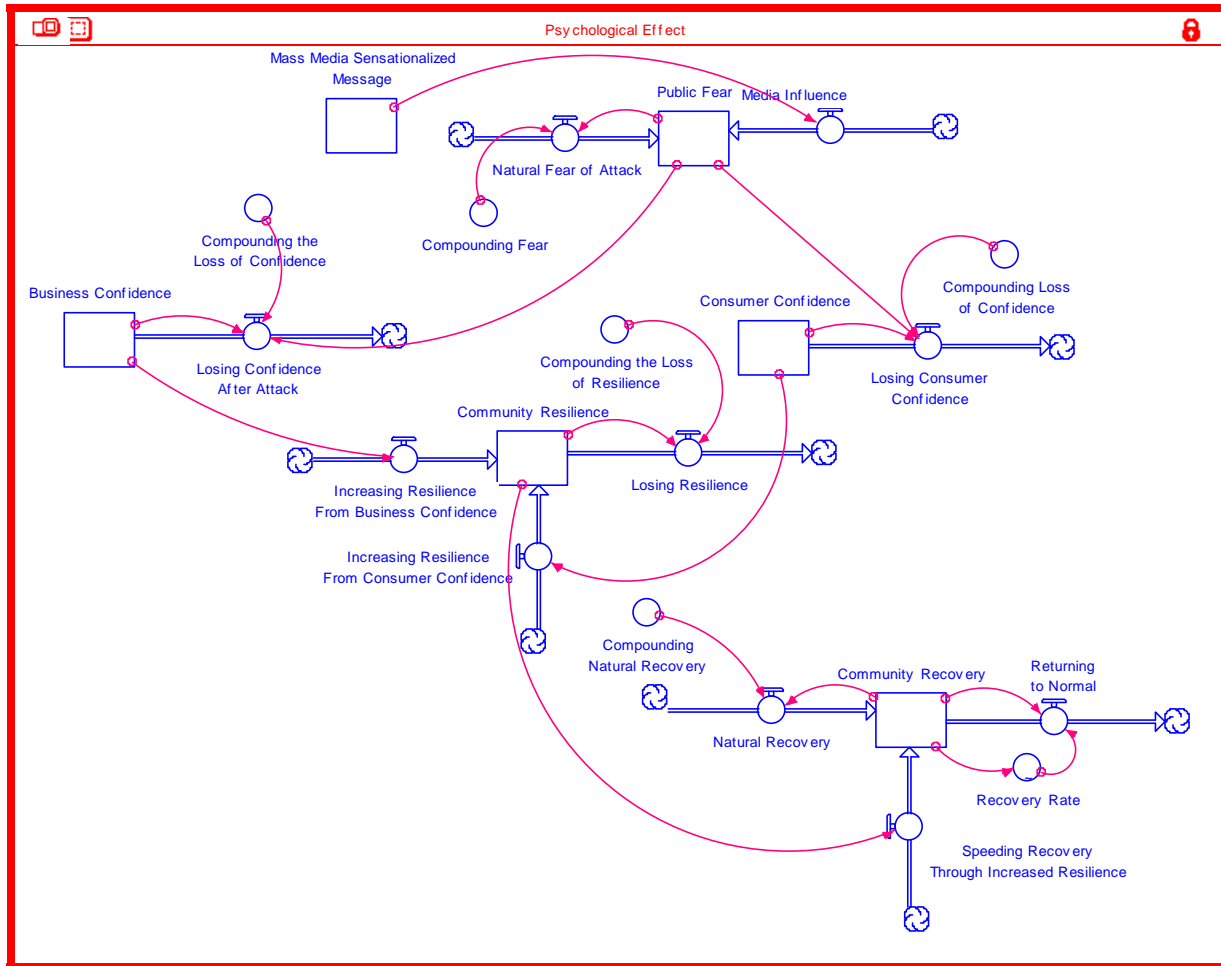 Psychological Effect
Mass Media Sensationalized
Message
Public Fear
Media Influence
Natural Fear of Attack
Compounding Fear
Compounding the
Loss of Confidence
Business Confidence
Losing Confidence
After Attack
Consumer Confidence
Compounding Loss
of Confidence
Losing Consumer
Confidence
Compounding the Loss
of Resilience
Community Resilience
Losing Resilience
Increasing Resilience
From Business Confidence
Increasing Resilience
From Consumer Confidence
Compounding
Natural Recovery
Community Recovery
Returning
to Normal
Natural Recovery
Recovery Rate
Speeding Recovery
Through Increased Resilience